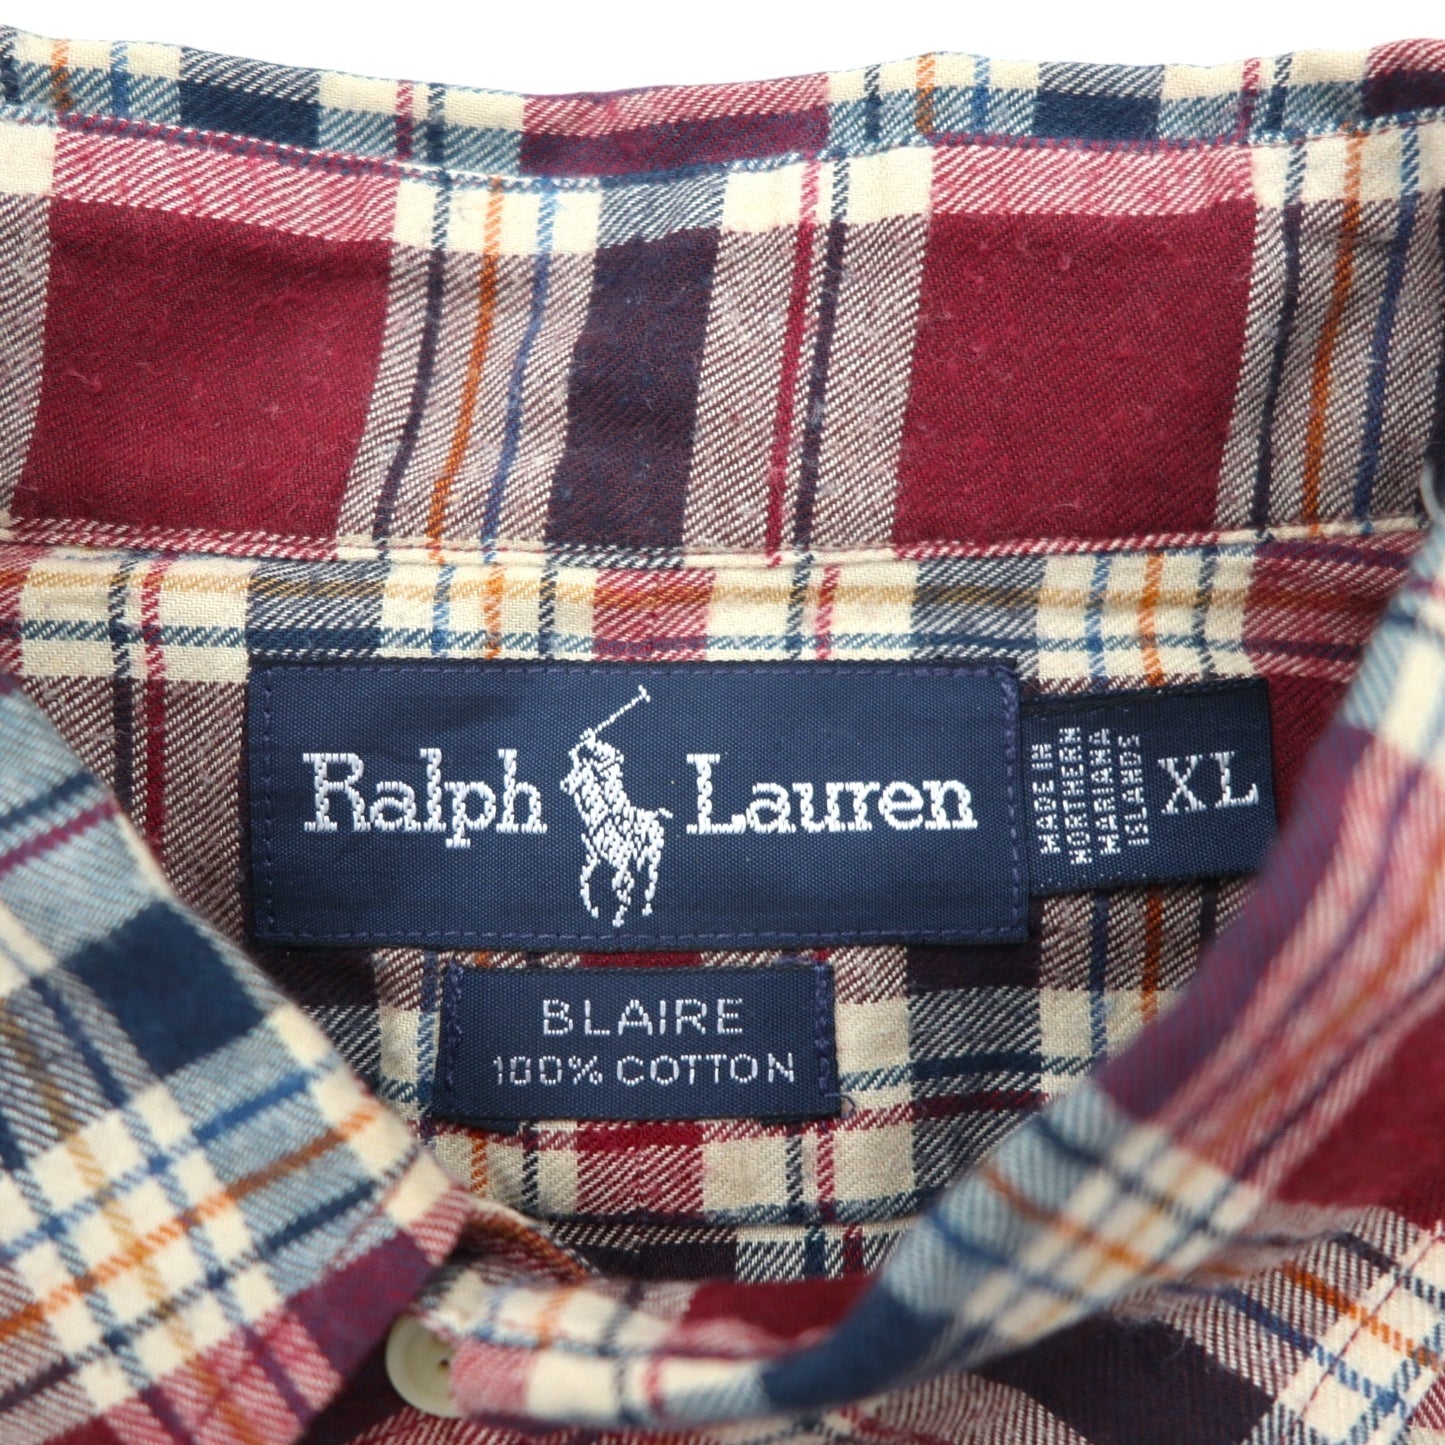 Ralph Lauren
MADE IN
NORTHERN
MARIANA
ISLANDS
XL
BLAIRE
100% COTTON